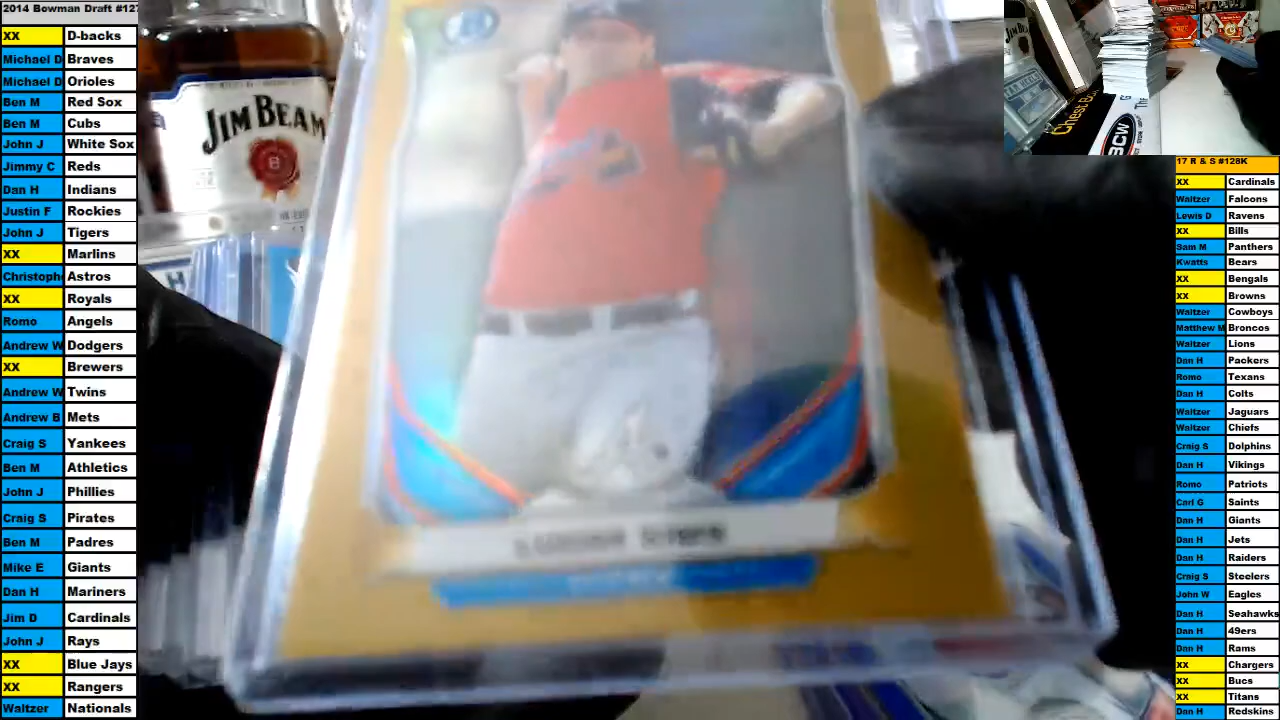 2014 Bowman Draft #127
XX D-backs
Michael D Braves
Michael D Orioles
Ben M Red Sox
Ben M Cubs
John J White Sox
Jimmy C Reds
Dan H Indians
Justin F Rockies
John J Tigers
XX Marlins
Christoph Astros
XX Royals
Romo Angels
Andrew W Dodgers
XX Brewers
Andrew W Twins
Andrew B Mets
Craig S Yankees
Ben M Athletics
John J Phillies
Craig S Pirates
Ben M Padres
Mike E Giants
Dan H Mariners
Jim D Cardinals
John J Rays
XX Blue Jays
XX Rangers
Waltzer Nationals
JIM BEAM
B
Chest B
BCW
17 R & S #128K
XX Cardinals
Waltzer Falcons
Lewis D Ravens
XX Bills
Sam M Panthers
Kwatts Bears
XX Bengals
XX Browns
Waltzer Cowboys
Matthew M Broncos
Waltzer Lions
Dan H Packers
Romo Texans
Dan H Colts
Waltzer Jaguars
Waltzer Chiefs
Craig S Dolphins
Dan H Vikings
Romo Patriots
Carl G Saints
Dan H Giants
Dan H Jets
Dan H Raiders
Craig S Steelers
John W Eagles
Dan H Seahawks
Dan H 49ers
Dan H Rams
XX Chargers
XX Bucs
XX Titans
Dan H Redskins